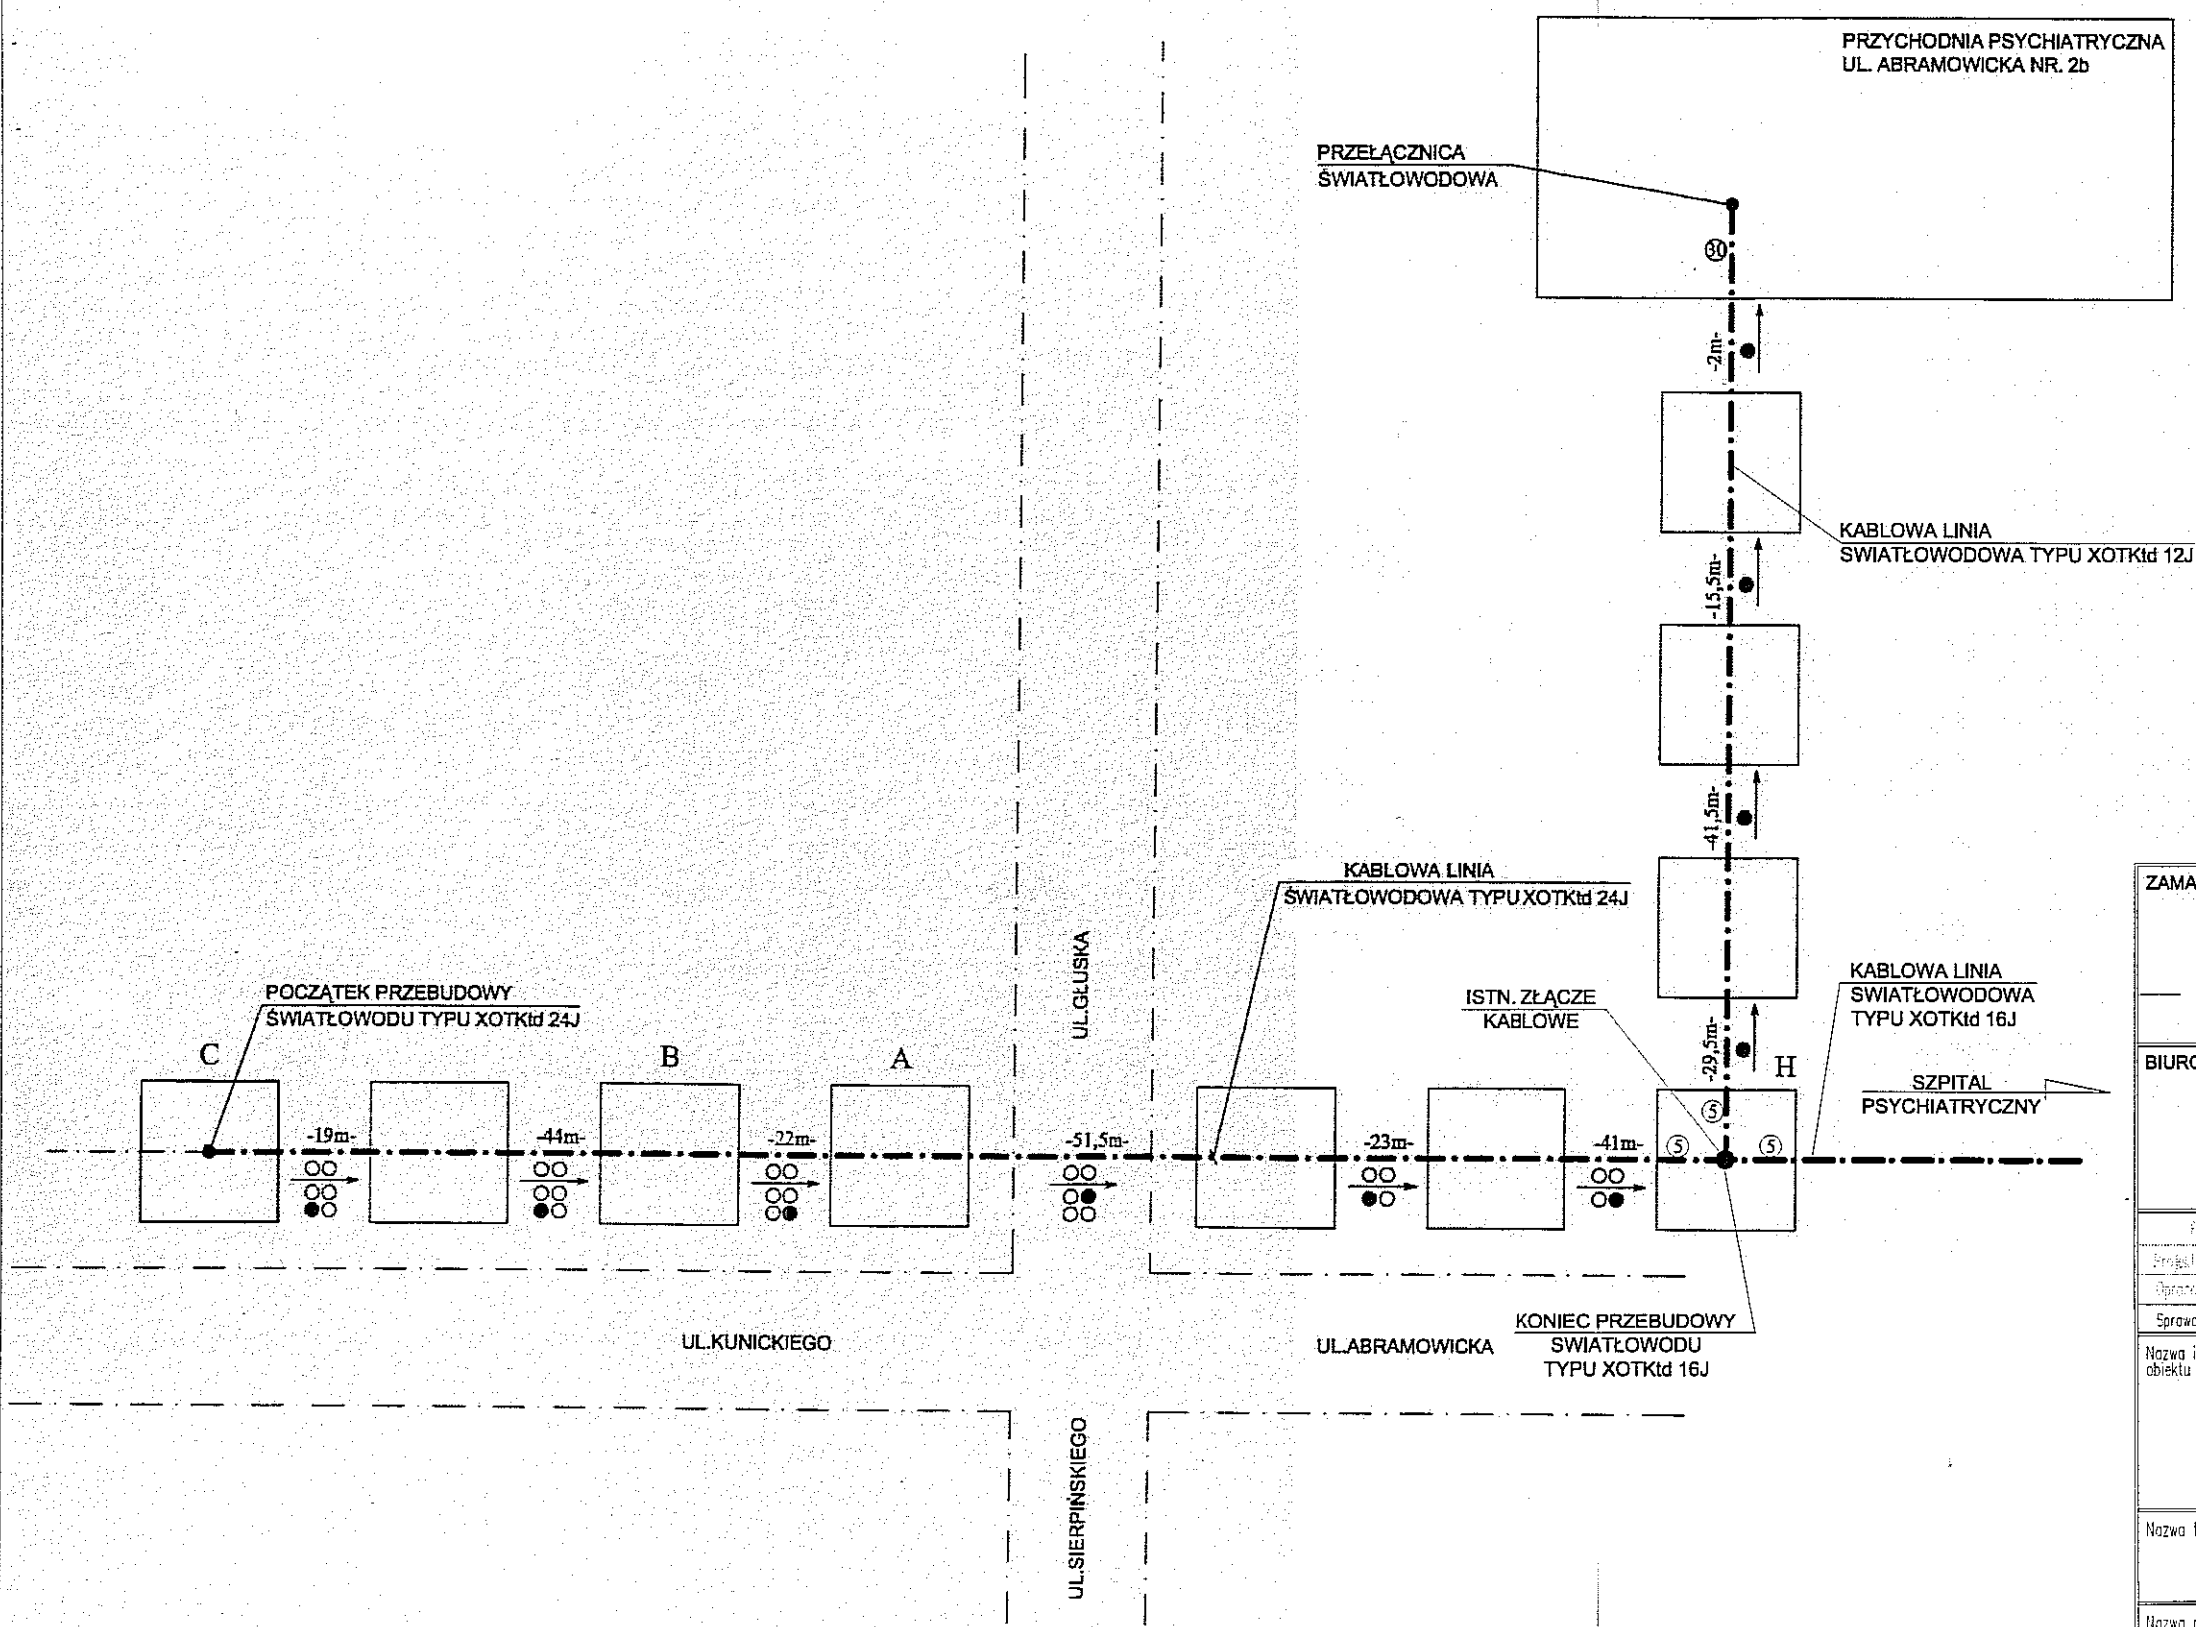 PRZYCHODNIA PSYCHIATRYCZNA
UL. ABRAMOWICKA NR. 2b
PRZEŁĄCZNICA
ŚWIATŁOWODOWA
30
-2m-
KABLOWA LINIA
SWIATŁOWODOWA TYPU XOTKtd 12J
-15,5m-
-41,5m-
KABLOWA LINIA
ŚWIATŁOWODOWA TYPU XOTKtd 24J
ZAMA
UL.GŁUSKA
KABLOWA LINIA
SWIATŁOWODOWA
TYPU XOTKtd 16J
POCZĄTEK PRZEBUDOWY
ŚWIATŁOWODU TYPU XOTKtd 24J
ISTN. ZŁĄCZE
KABLOWE
-29,5m-
C
B
A
H
BIURO
SZPITAL
PSYCHIATRYCZNY
5
-19m-
-44m-
-22m-
-51,5m-
-23m-
-41m-
5
5
Sprawd
UL.KUNICKIEGO
UL.ABRAMOWICKA
KONIEC PRZEBUDOWY
SWIATŁOWODU
TYPU XOTKtd 16J
Nazwa i
obiektu
UL.SIERPIŃSKIEGO
Nazwa
Nazwa